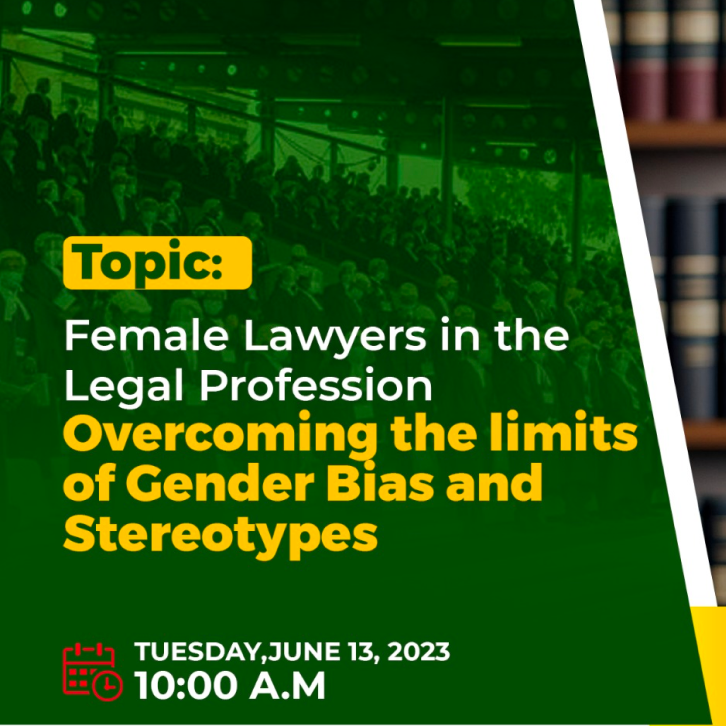 Topic:
Female Lawyers in the
Legal Profession
Overcoming the limits
of Gender Bias and
Stereotypes
TUESDAY,JUNE 13, 2023
10:00 A.M